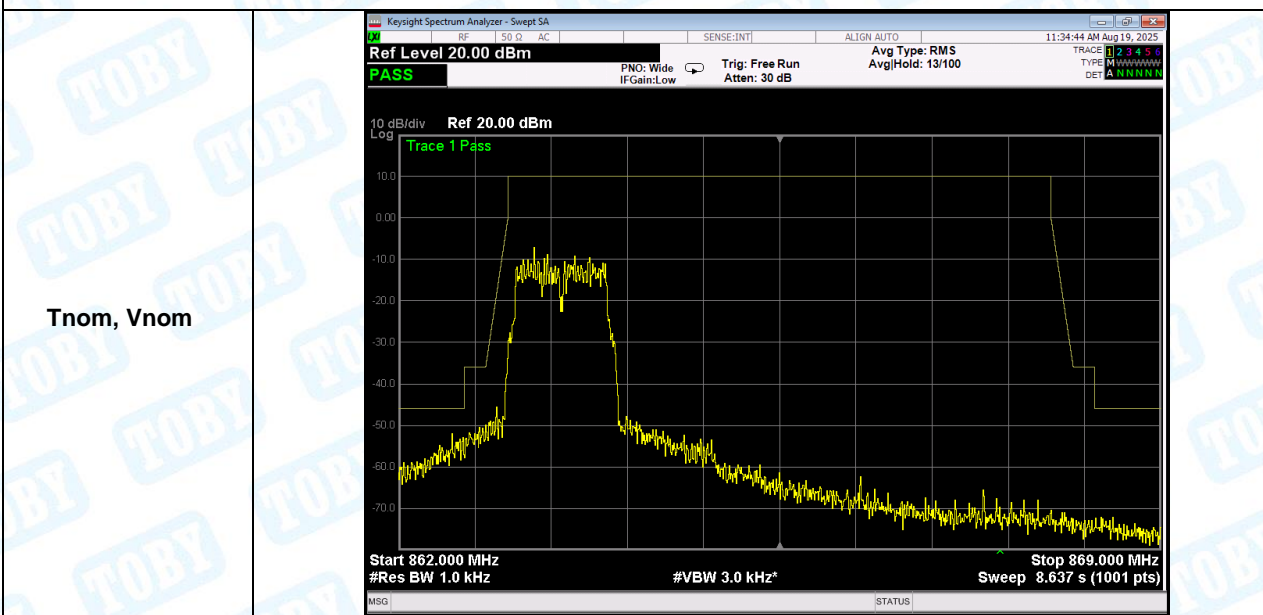 Tnom, Vnom
Keysight Spectrum Analyzer - Swept SA
LXI RF 50 Ω AC SENSE:INT ALIGN AUTO 11:34:44 AM Aug 19, 2025
Ref Level 20.00 dBm Avg Type: RMS TRACE 1 2 3 4 5 6
PASS PNO: Wide Trig: Free Run Avg|Hold: 13/100 TYPE M WWWWW
IFGain:Low Atten: 30 dB DET A N N N N N
10 dB/div Ref 20.00 dBm
Log
Trace 1 Pass
10.0
0.00
-10.0
-20.0
-30.0
-40.0
-50.0
-60.0
-70.0
Start 862.000 MHz Stop 869.000 MHz
#Res BW 1.0 kHz #VBW 3.0 kHz* Sweep 8.637 s (1001 pts)
MSG STATUS
TOBY